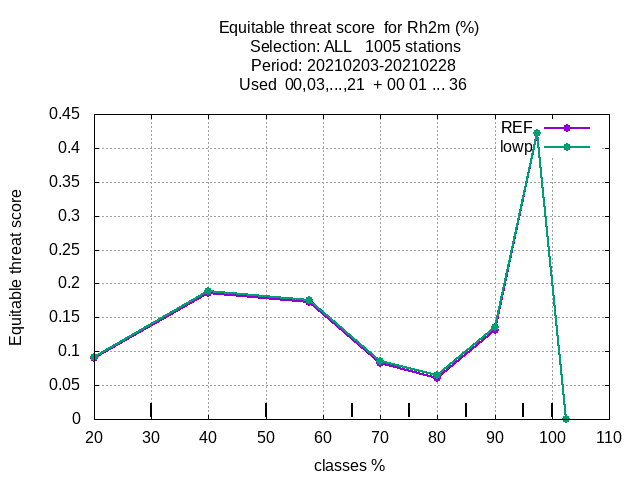 Equitable threat score for Rh2m (%)
Selection: ALL 1005 stations
Period: 20210203-20210228
Used 00,03,...,21 + 00 01 ... 36
0.45
0.4
0.35
0.3
0.25
0.2
0.15
0.1
0.05
0
REF
lowp
Equitable threat score
20 30 40 50 60 70 80 90 100 110
classes %